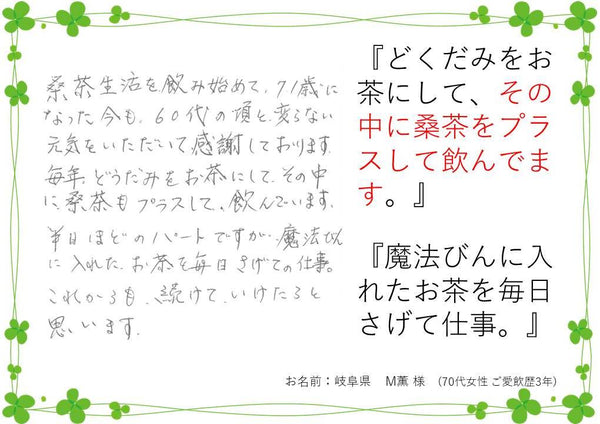 桑茶生活を飲み始めて、71歳に
なった今も、60代の頃と変らない
元気をいただいて、感謝しております。
毎年どうだみをお茶にして、その中
に、桑茶もプラスして、飲んでいます。
半日ほどのパートですが、魔法びん
に入れた、お茶を毎日さげての仕事。
これからも、続けて、いけたらと
思います。
『どくだみをお
茶にして、その
中に桑茶をプラ
スして飲んでま
す。』
『魔法びんに入
れたお茶を毎日
さげて仕事。』
お名前：岐阜県　M薫 様　（70代女性 ご愛飲歴3年）